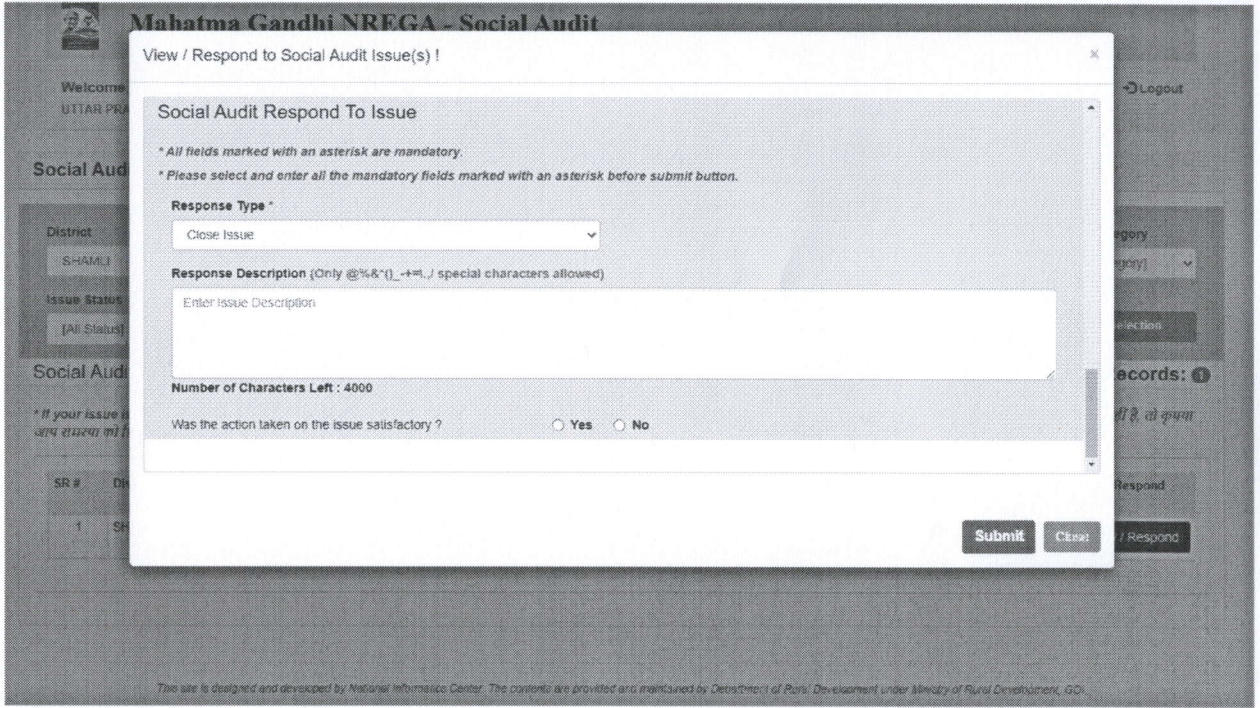 Mahatma Gandhi NREGA - Social Audit
View / Respond to Social Audit Issue(s) !
×
Welcome
Logout
UTTAR PRA
Social Audit Respond To Issue
* All fields marked with an asterisk are mandatory.
Social Aud
* Please select and enter all the mandatory fields marked with an asterisk before submit button.
Response Type *
District
egory
Close Issue
SHAMLI
egory]
Response Description (Only @%&*()_-+=\.,/ special characters allowed)
Issue Status
Enter Issue Description
[All Status]
election
Social Audi
ecords: 1
Number of Characters Left : 4000
* If your issue is
हीं है, तो कृपया
Was the action taken on the issue satisfactory ?
Yes
No
SR #
Dis
Respond
1
SH
Submit
Close
/ Respond
This site is designed and developed by National Informatics Center. The contents are provided and maintained by Department of Rural Development under Ministry of Rural Development, GOI.